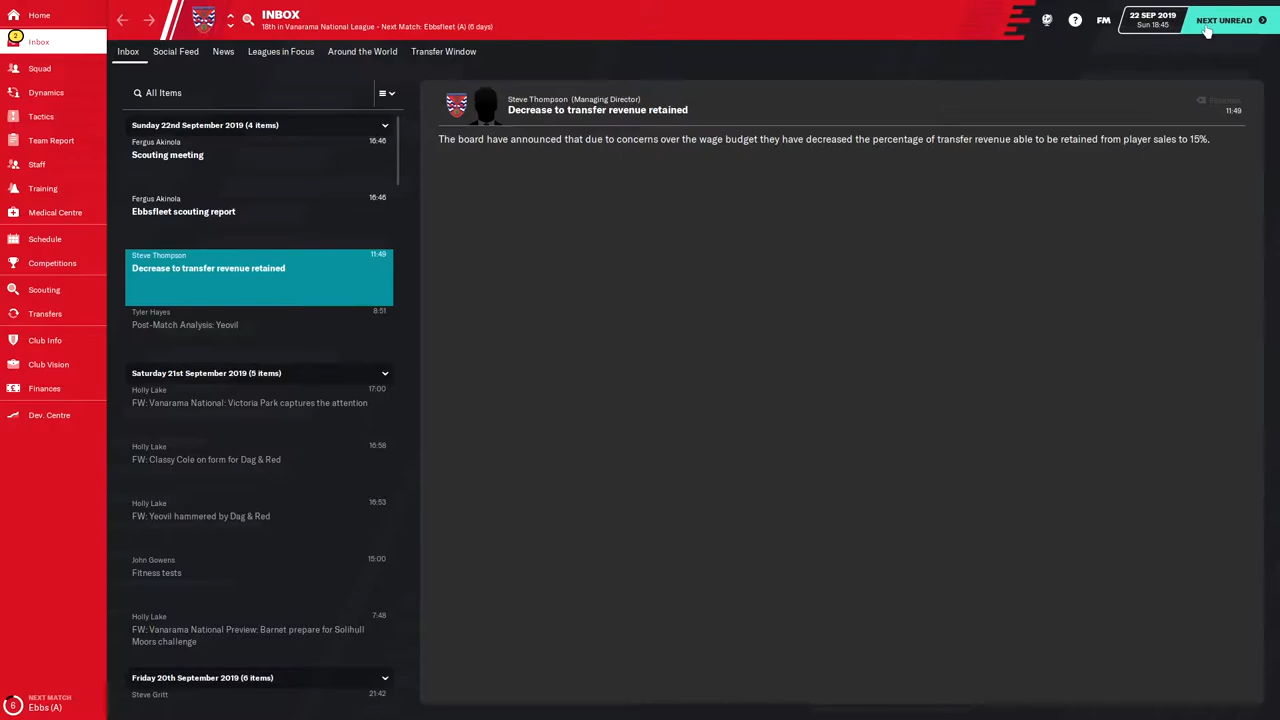 INBOX
18th in Vanarama National League - Next Match: Ebbsfleet (A) (6 days)
FM
22 SEP 2019
Sun 18:45
NEXT UNREAD
Home
2
Inbox
Squad
Dynamics
Tactics
Team Report
Staff
Training
Medical Centre
Schedule
Competitions
Scouting
Transfers
Club Info
Club Vision
Finances
Dev. Centre
6
NEXT MATCH
Ebbs (A)
Inbox Social Feed News Leagues in Focus Around the World Transfer Window
All Items
Sunday 22nd September 2019 (4 items)
Fergus Akinola 16:46
Scouting meeting
Fergus Akinola 16:46
Ebbsfleet scouting report
Steve Thompson 11:49
Decrease to transfer revenue retained
Tyler Hayes 8:51
Post-Match Analysis: Yeovil
Saturday 21st September 2019 (5 items)
Holly Lake 17:00
FW: Vanarama National: Victoria Park captures the attention
Holly Lake 16:58
FW: Classy Cole on form for Dag & Red
Holly Lake 16:53
FW: Yeovil hammered by Dag & Red
John Gowens 15:00
Fitness tests
Holly Lake 7:48
FW: Vanarama National Preview: Barnet prepare for Solihull
Moors challenge
Friday 20th September 2019 (6 items)
Steve Gritt 21:42
Steve Thompson (Managing Director)
Decrease to transfer revenue retained
11:49
The board have announced that due to concerns over the wage budget they have decreased the percentage of transfer revenue able to be retained from player sales to 15%.